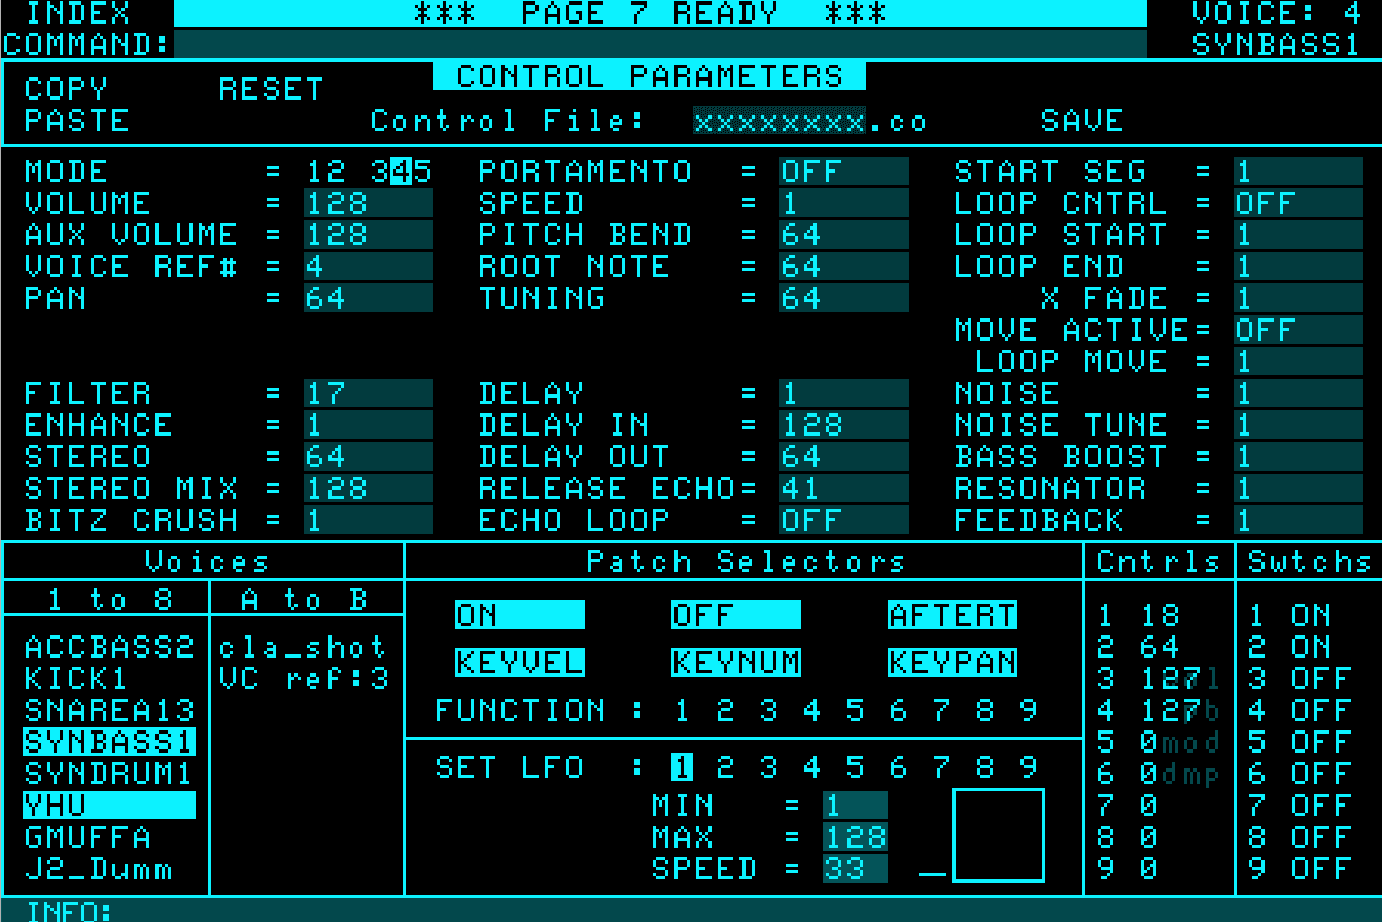 INDEX *** PAGE 7 READY *** VOICE: 4
COMMAND: SYNBASS1
CONTROL PARAMETERS
COPY RESET
PASTE Control File: xxxxxxxx.co SAVE
MODE = 12 345 PORTAMENTO = OFF START SEG = 1
VOLUME = 128 SPEED = 1 LOOP CNTRL = OFF
AUX VOLUME = 128 PITCH BEND = 64 LOOP START = 1
VOICE REF# = 4 ROOT NOTE = 64 LOOP END = 1
PAN = 64 TUNING = 64 X FADE = 1
MOVE ACTIVE= OFF
LOOP MOVE = 1
FILTER = 17 DELAY = 1 NOISE = 1
ENHANCE = 1 DELAY IN = 128 NOISE TUNE = 1
STEREO = 64 DELAY OUT = 64 BASS BOOST = 1
STEREO MIX = 128 RELEASE ECHO= 41 RESONATOR = 1
BITZ CRUSH = 1 ECHO LOOP = OFF FEEDBACK = 1
Voices Patch Selectors Cntrls Swtchs
1 to 8 A to B
ON OFF AFTERT 1 18 1 ON
ACCBASS2 cla_shot 2 64 2 ON
KEYVEL KEYNUM KEYPAN
KICK1 VC ref:3 3 127 3 OFF
SNAREA13 FUNCTION : 1 2 3 4 5 6 7 8 9 4 127 4 OFF
SYNBASS1 5 0mod 5 OFF
SYNDRUM1 SET LFO : 1 2 3 4 5 6 7 8 9 6 0dmp 6 OFF
YHU MIN = 1 7 0 7 OFF
GMUFFA MAX = 128 8 0 8 OFF
J2_Dumm SPEED = 33 _ 9 0 9 OFF
INFO: